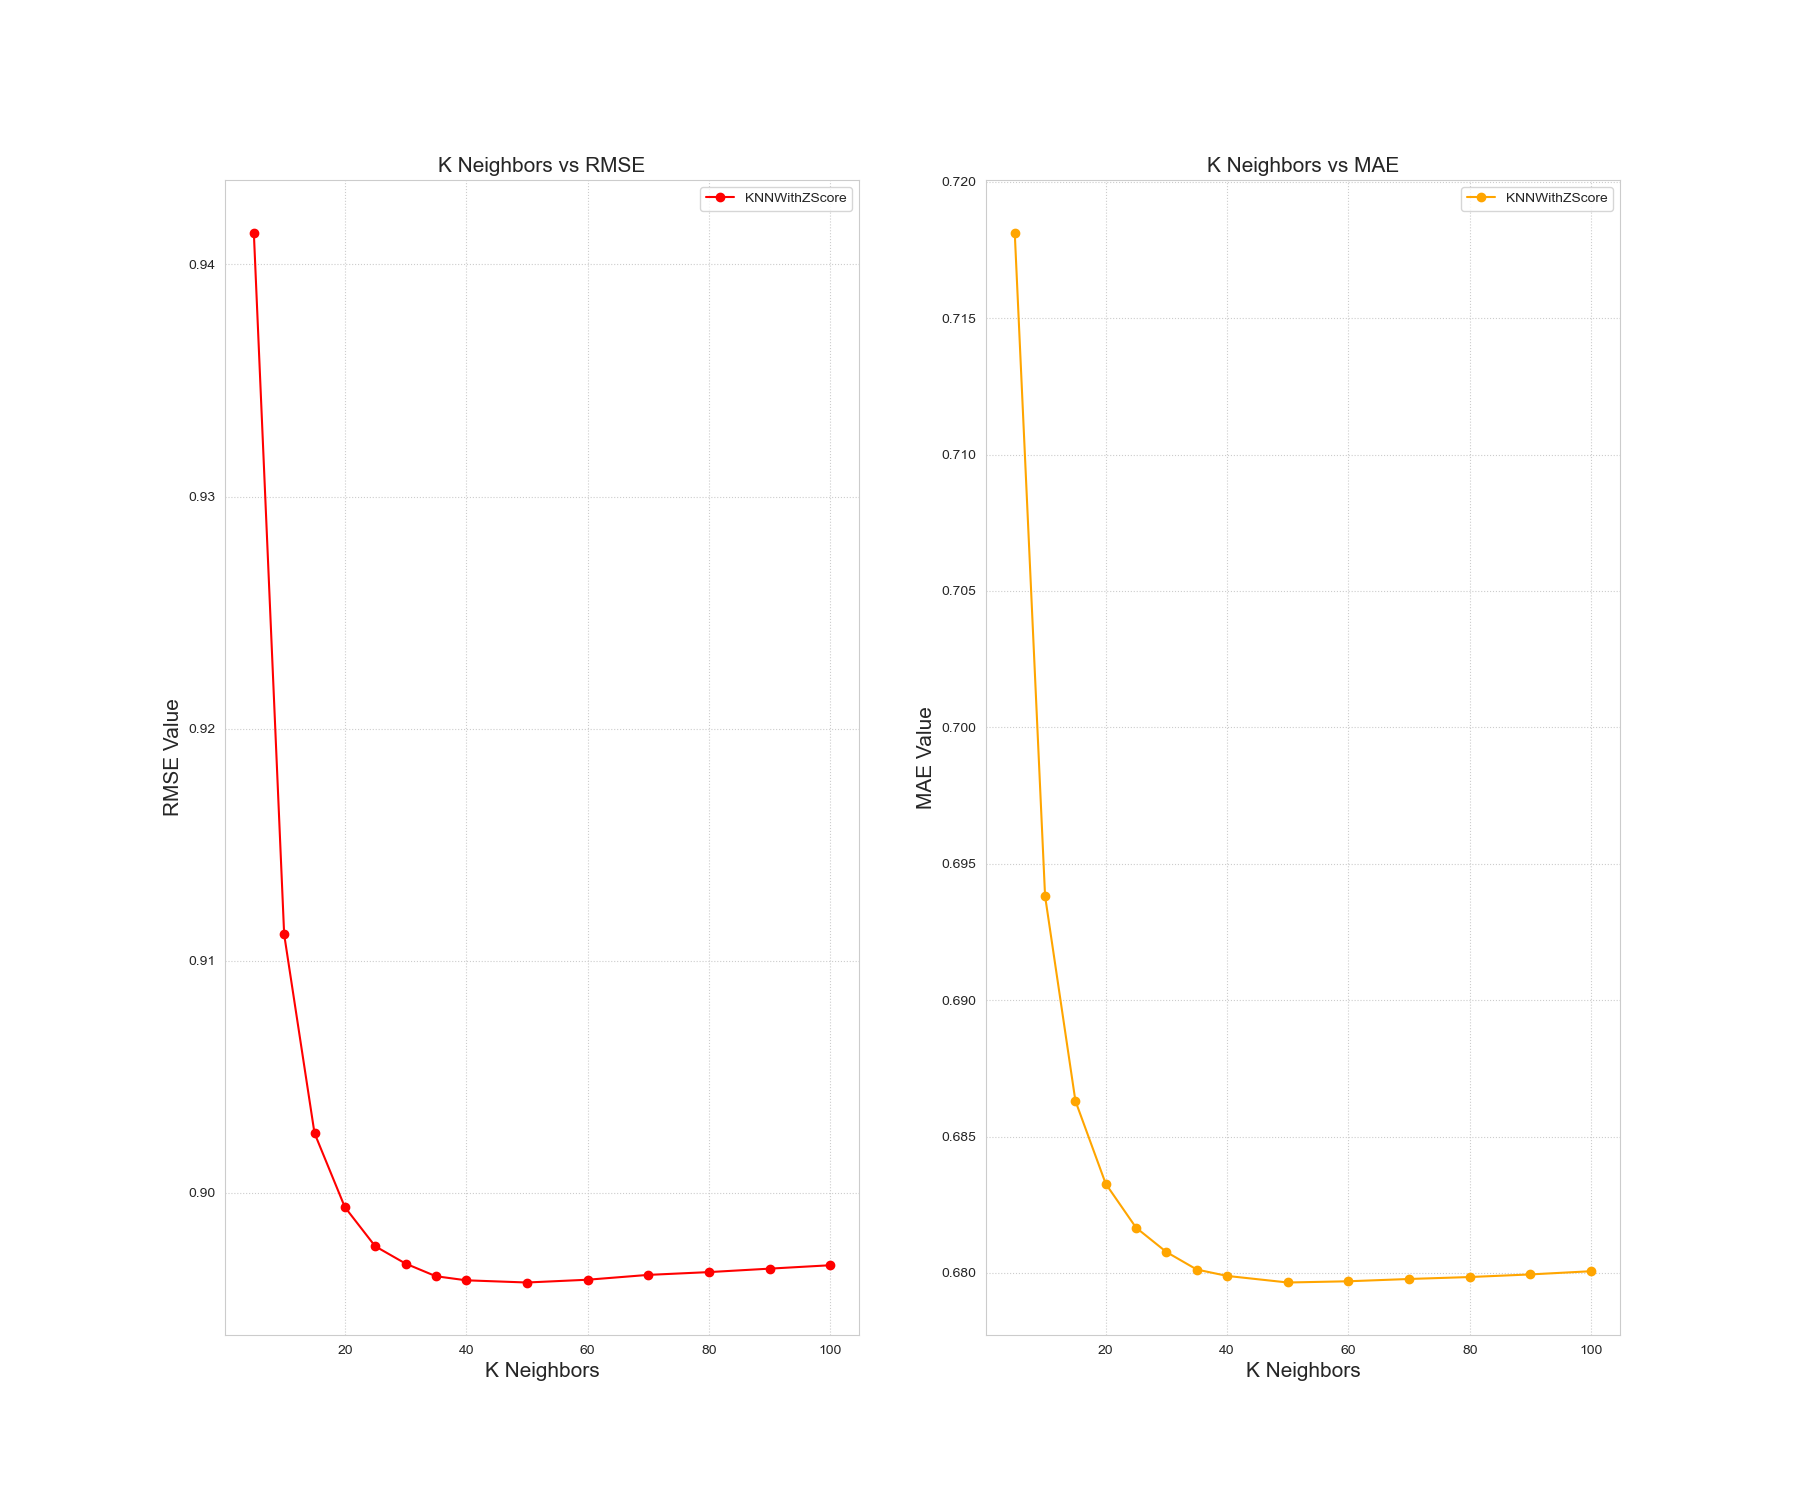 K Neighbors vs RMSE
KNNWithZScore
0.94
0.93
0.92
0.91
0.90
RMSE Value
20 40 60 80 100
K Neighbors
K Neighbors vs MAE
KNNWithZScore
0.720
0.715
0.710
0.705
0.700
0.695
0.690
0.685
0.680
MAE Value
20 40 60 80 100
K Neighbors